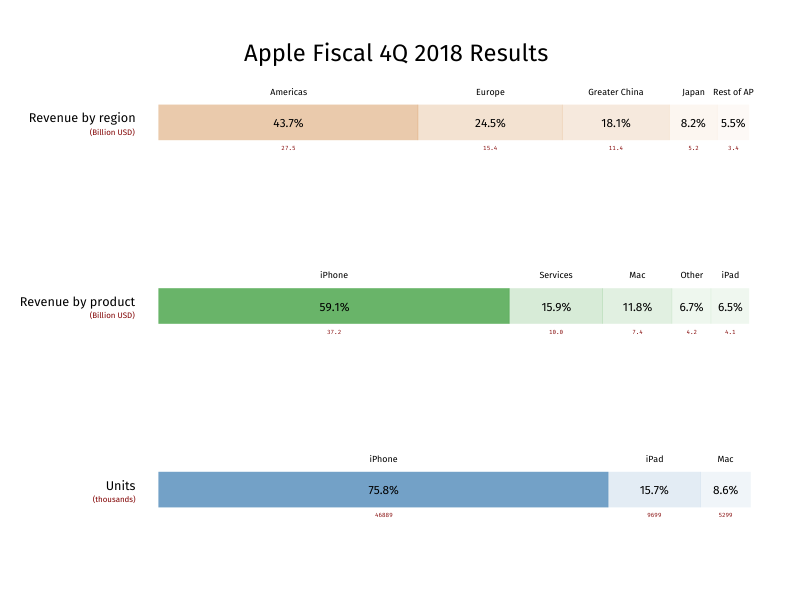 Apple Fiscal 4Q 2018 Results
Americas Europe Greater China Japan Rest of AP
Revenue by region 43.7% 24.5% 18.1% 8.2% 5.5%
(Billion USD)
27.5 15.4 11.4 5.2 3.4
iPhone Services Mac Other iPad
Revenue by product 59.1% 15.9% 11.8% 6.7% 6.5%
(Billion USD)
37.2 10.0 7.4 4.2 4.1
iPhone iPad Mac
Units 75.8% 15.7% 8.6%
(thousands)
46889 9699 5299